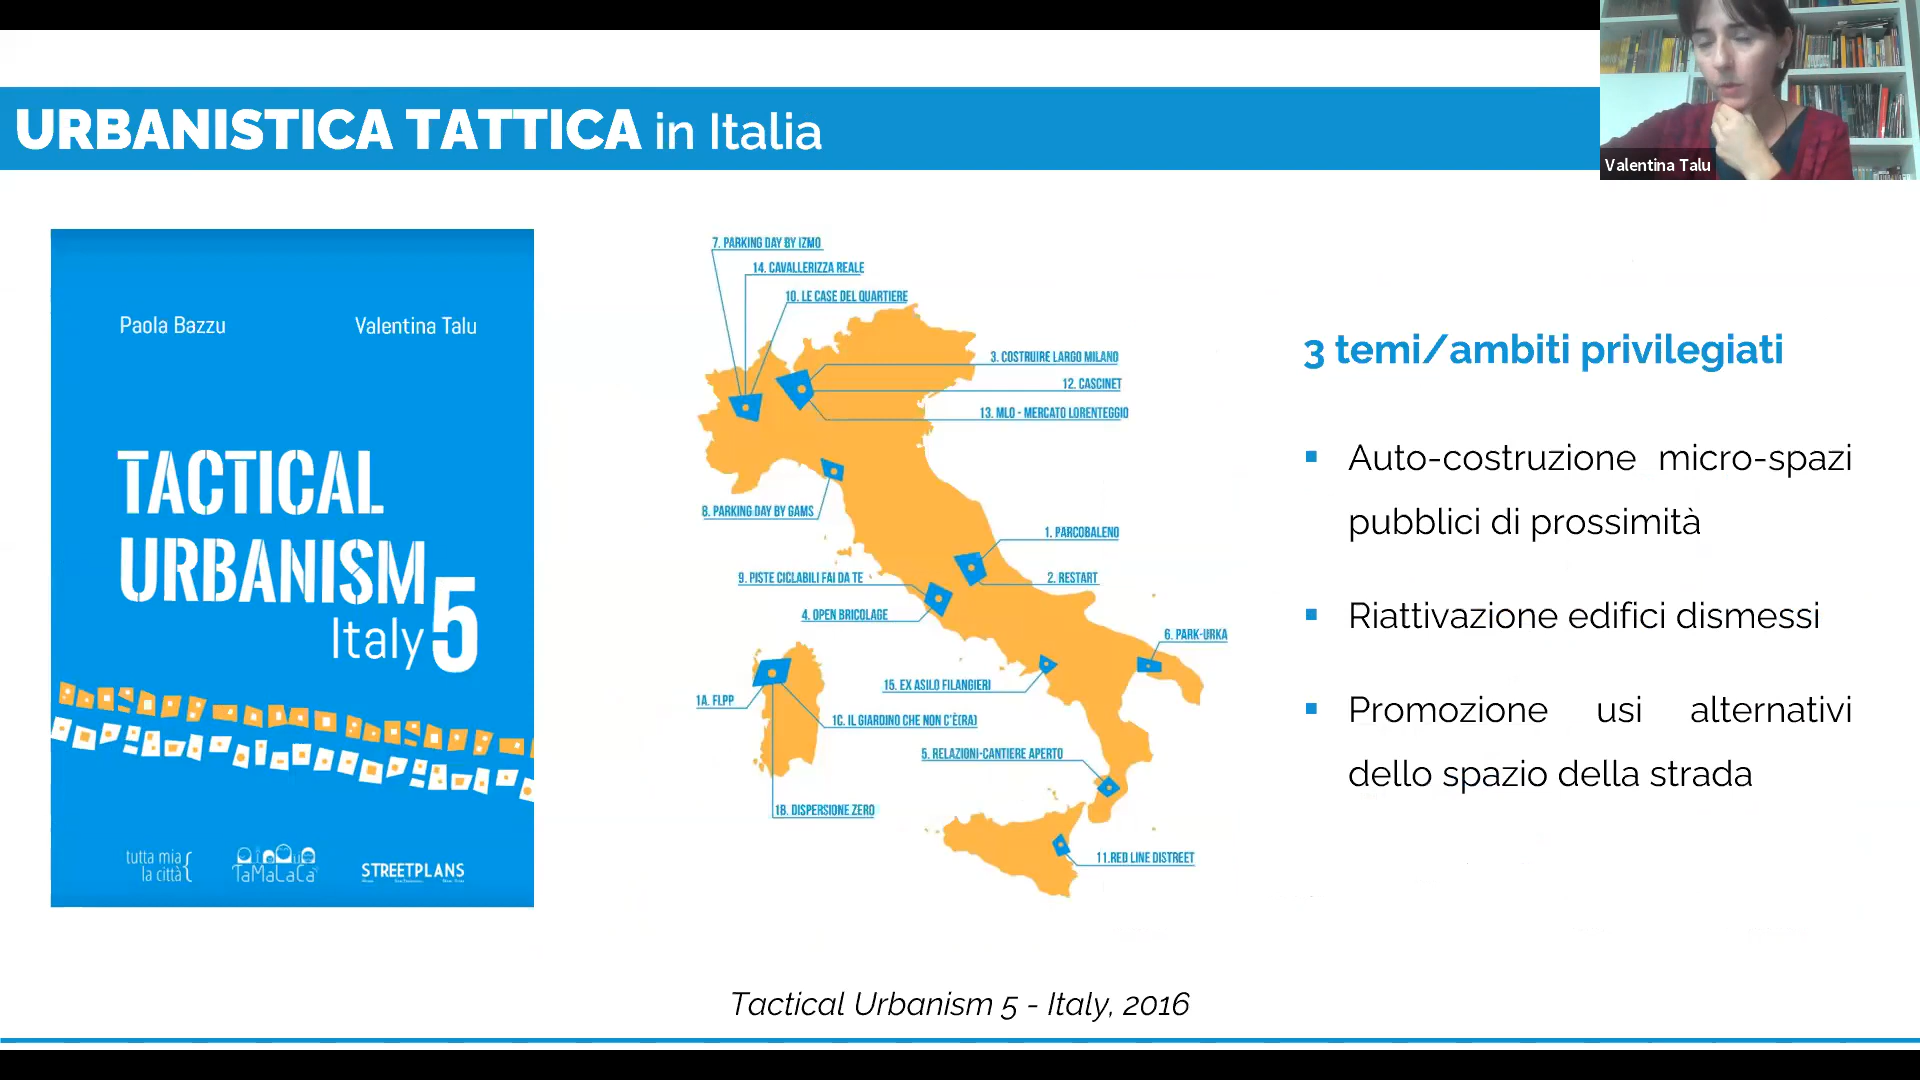 URBANISTICA TATTICA in Italia
Valentina Talu
Paola Bazzu
Valentina Talu
TACTICAL
URBANISM
Italy 5
tutta mia
la città
TaMaLaCà
STREETPLANS
7. PARKING DAY BY IZMO
14. CAVALLERIZZA REALE
10. LE CASE DEL QUARTIERE
3. COSTRUIRE LARGO MILANO
12. CASCINET
13. MLO - MERCATO LORENTEGGIO
8. PARKING DAY BY GAMS
1. PARCOBALENO
9. PISTE CICLABILI FAI DA TE
2. RESTART
4. OPEN BRICOLAGE
6. PARK-URKA
15. EX ASILO FILANGIERI
1A. FLPP
1C. IL GIARDINO CHE NON C'È(RA)
5. RELAZIONI-CANTIERE APERTO
1B. DISPERSIONE ZERO
11.RED LINE DISTREET
3 temi/ambiti privilegiati
▪ Auto-costruzione micro-spazi
pubblici di prossimità
▪ Riattivazione edifici dismessi
▪ Promozione usi alternativi
dello spazio della strada
Tactical Urbanism 5 - Italy, 2016